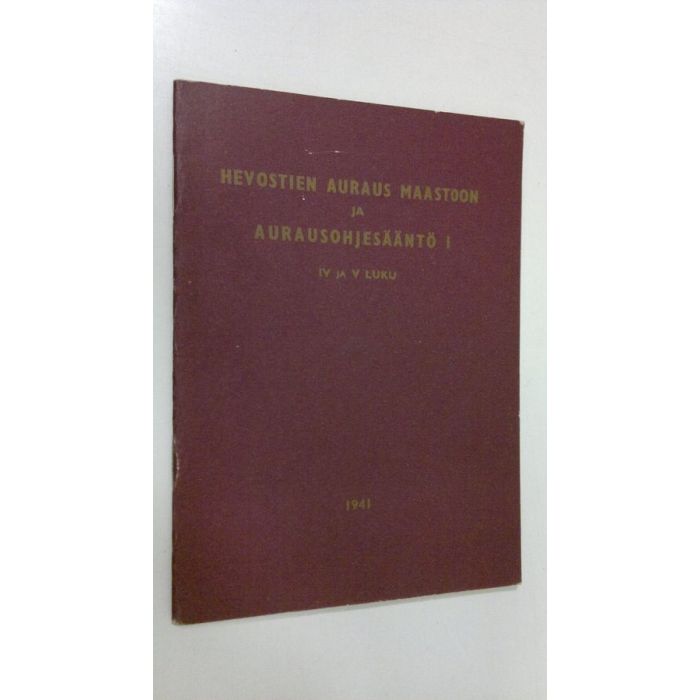 HEVOSTIEN AURAUS MAASTOON
JA
AURAUSOHJESÄÄNTÖ I
IV JA V LUKU
1941